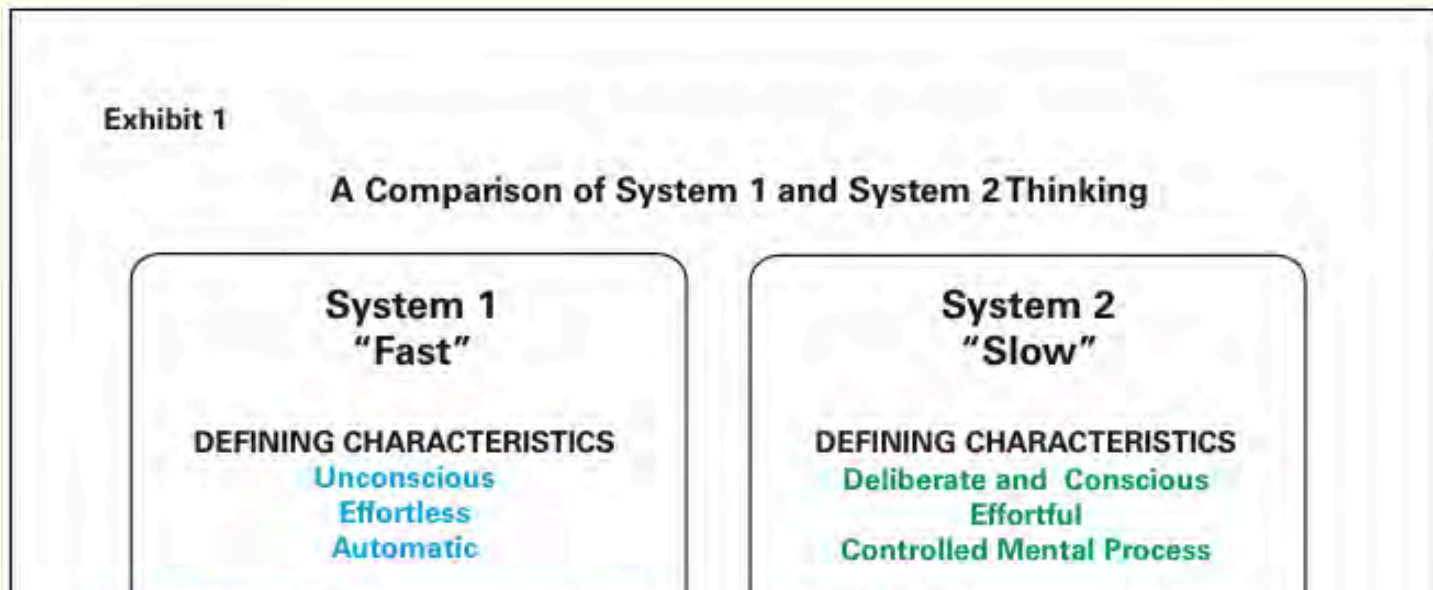 Exhibit 1
A Comparison of System 1 and System 2 Thinking
System 1
"Fast"
DEFINING CHARACTERISTICS
Unconscious
Effortless
Automatic
System 2
"Slow"
DEFINING CHARACTERISTICS
Deliberate and Conscious
Effortful
Controlled Mental Process